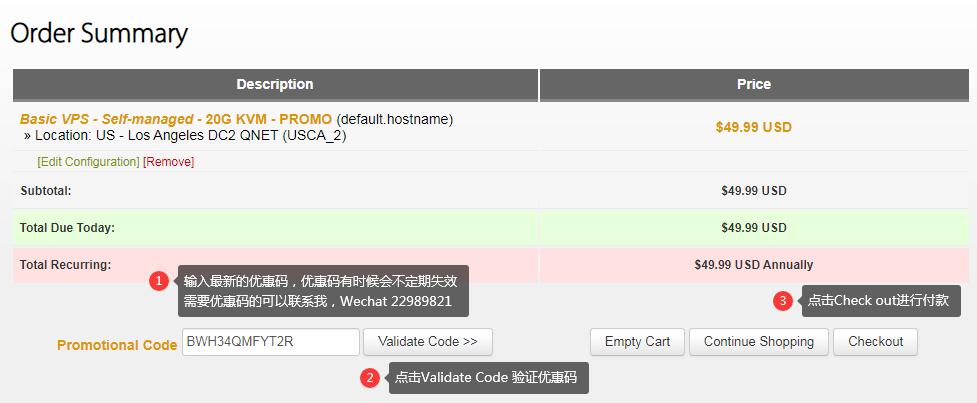 Order Summary
Description Price
Basic VPS - Self-managed - 20G KVM - PROMO (default.hostname)
» Location: US - Los Angeles DC2 QNET (USCA_2)
$49.99 USD
[Edit Configuration] [Remove]
Subtotal: $49.99 USD
Total Due Today: $49.99 USD
Total Recurring: $49.99 USD Annually
1 输入最新的优惠码，优惠码有时候会不定期失效
需要优惠码的可以联系我，Wechat 22989821
3 点击Check out进行付款
Promotional Code BWH34QMFYT2R Validate Code >> Empty Cart Continue Shopping Checkout
2 点击Validate Code 验证优惠码